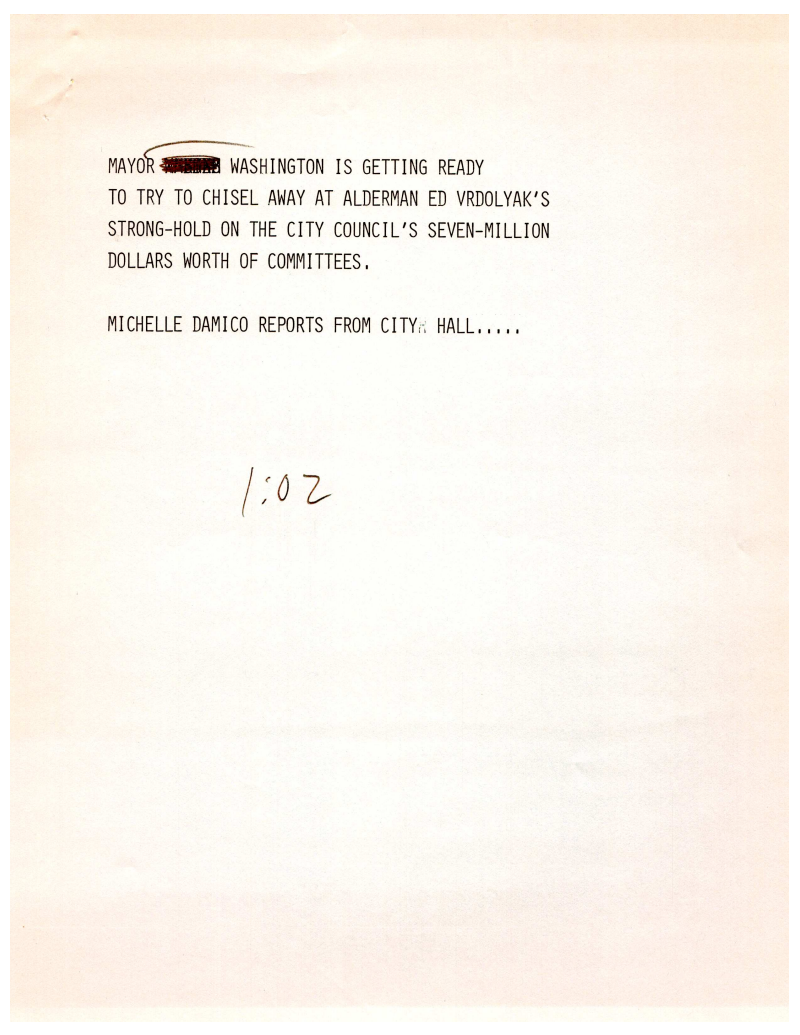 MAYOR WASHINGTON IS GETTING READY
TO TRY TO CHISEL AWAY AT ALDERMAN ED VRDOLYAK'S
STRONG-HOLD ON THE CITY COUNCIL'S SEVEN-MILLION
DOLLARS WORTH OF COMMITTEES.
MICHELLE DAMICO REPORTS FROM CITY HALL.....
1:02